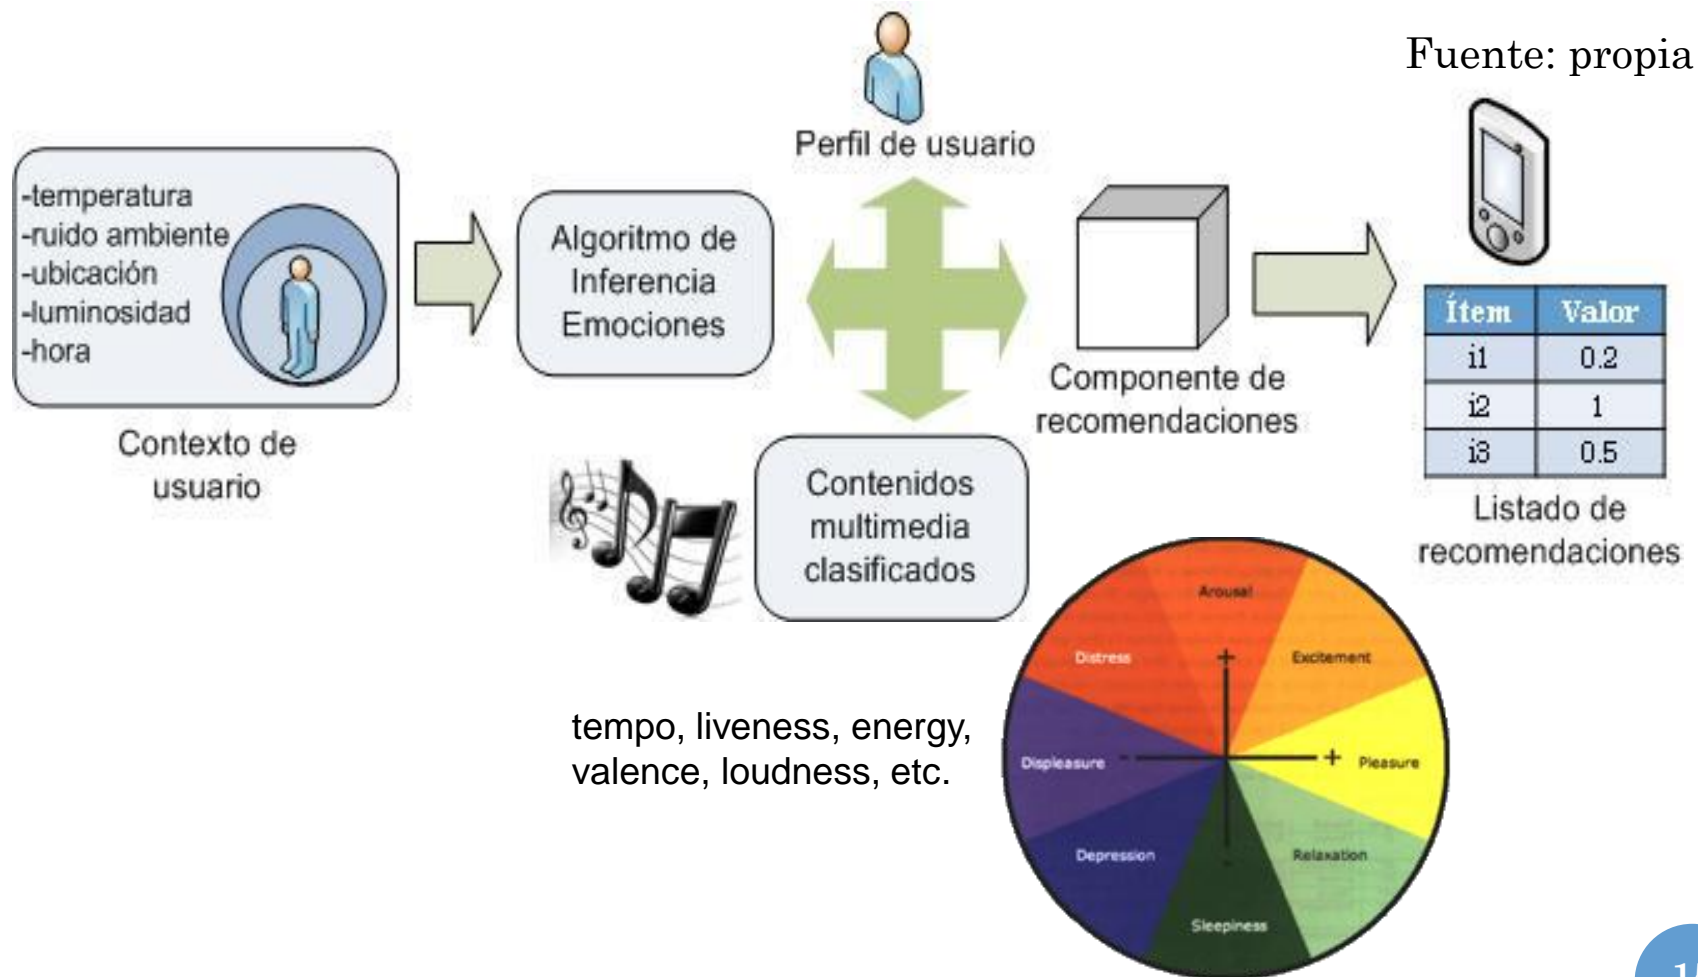 Fuente: propia
Perfil de usuario
-temperatura
-ruido ambiente
-ubicación
-luminosidad
-hora
Contexto de
usuario
Algoritmo de
Inferencia
Emociones
Componente de
recomendaciones
Ítem Valor
i1 0.2
i2 1
i3 0.5
Listado de
recomendaciones
Contenidos
multimedia
clasificados
tempo, liveness, energy,
valence, loudness, etc.
Arousal
Distress
+
Excitement
Displeasure
-
+
Pleasure
Depression
-
Relaxation
Sleepiness